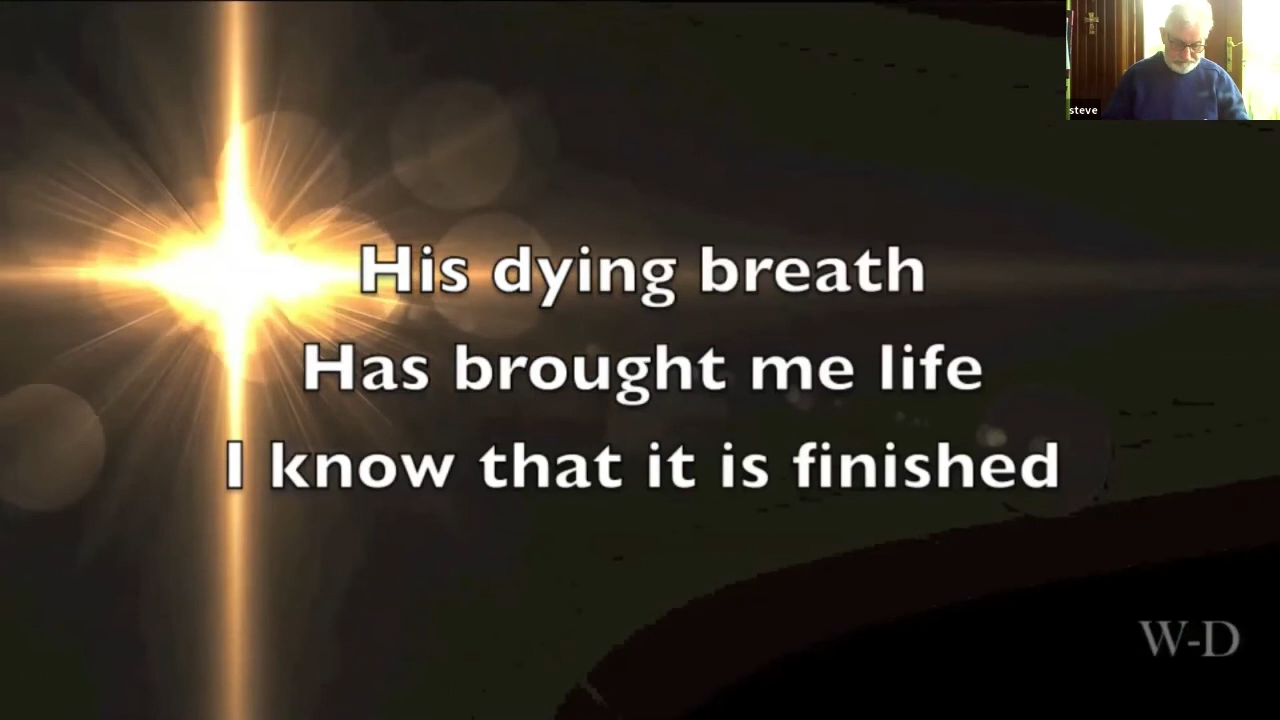 steve
His dying breath
Has brought me life
I know that it is finished
W-D